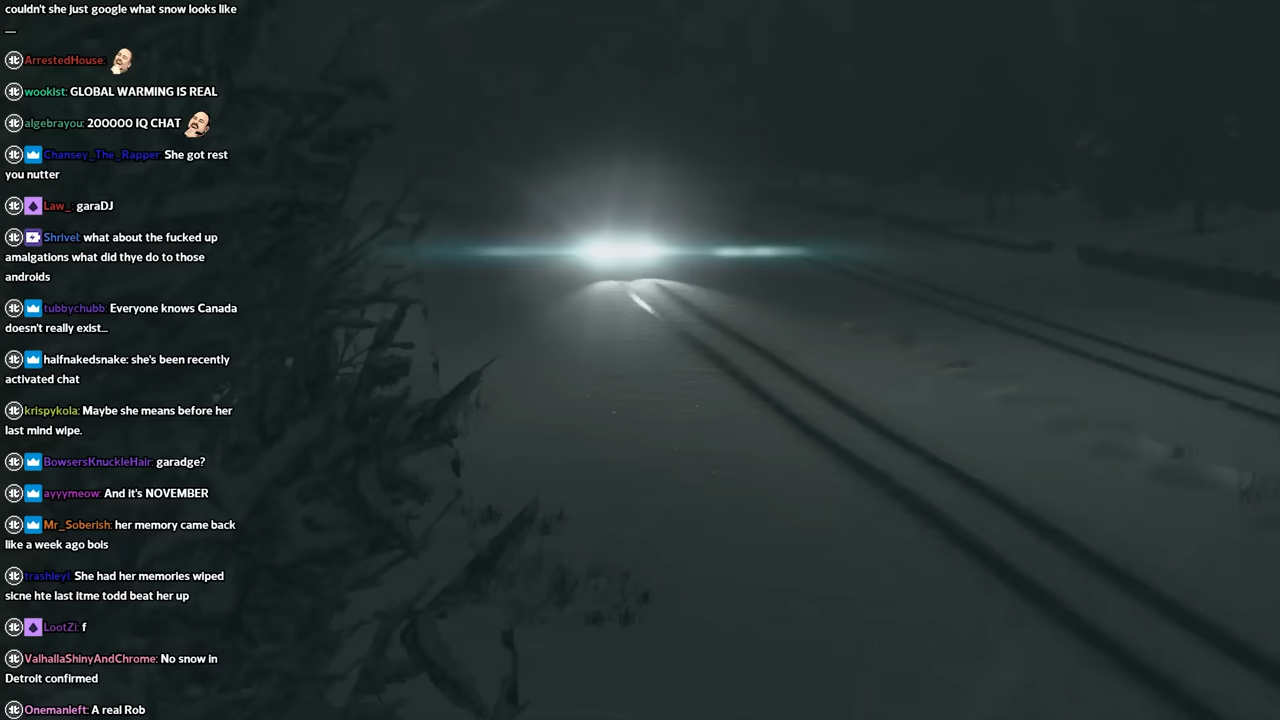 couldn't she just google what snow looks like
.....
ArrestedHouse:
wookist: GLOBAL WARMING IS REAL
algebrayou: 200000 IQ CHAT
Chansey_The_Rapper: She got rest
you nutter
Law_: garaDJ
Shrivel: what about the fucked up
amalgations what did thye do to those
androids
tubbychubb: Everyone knows Canada
doesn't really exist...
halfnakedsnake: she's been recently
activated chat
krispykola: Maybe she means before her
last mind wipe.
BowsersKnuckleHair: garadge?
ayyymeow: And it's NOVEMBER
Mr_Soberish: her memory came back
like a week ago bois
She had her memories wiped
sicne hte last itme todd beat her up
LootZi: f
ValhallaShinyAndChrome: No snow in
Detroit confirmed
Onemanleft: A real Rob